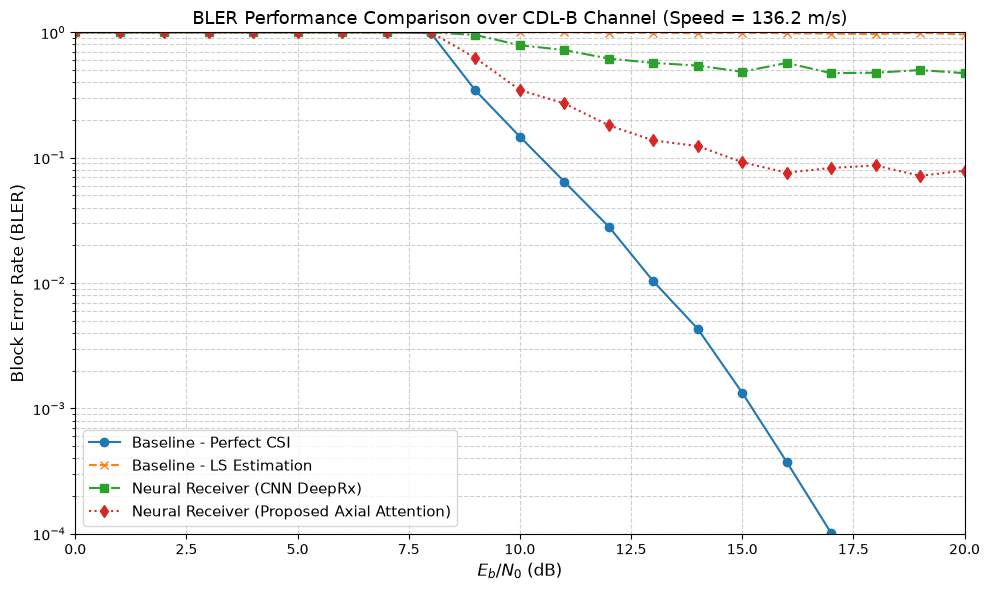 BLER Performance Comparison over CDL-B Channel (Speed = 136.2 m/s)
Block Error Rate (BLER)
10⁰
10⁻¹
10⁻²
10⁻³
10⁻⁴
Baseline - Perfect CSI
Baseline - LS Estimation
Neural Receiver (CNN DeepRx)
Neural Receiver (Proposed Axial Attention)
0.0 2.5 5.0 7.5 10.0 12.5 15.0 17.5 20.0
E_b/N_0 (dB)